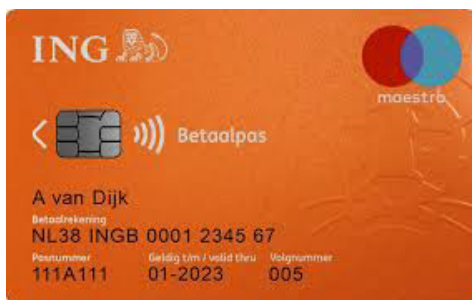 ING
maestro
Betaalpas
A van Dijk
Betaalrekening
NL38 INGB 0001 2345 67
Pasnummer Geldig t/m / valid thru Volgnummer
111A111 01-2023 005